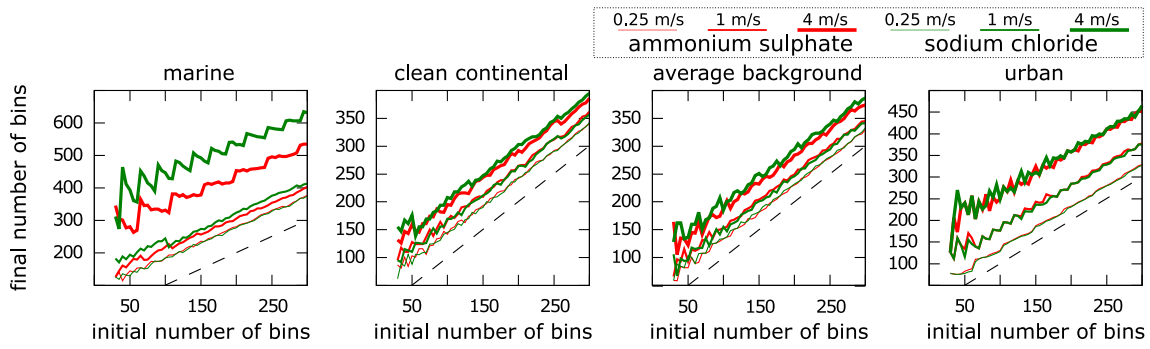 0.25 m/s 1 m/s 4 m/s 0.25 m/s 1 m/s 4 m/s
ammonium sulphate sodium chloride
marine clean continental average background urban
final number of bins
600
500
400
300
200
50 150 250
initial number of bins
350
300
250
200
150
100
50
50 150 250
initial number of bins
350
300
250
200
150
100
50
50 150 250
initial number of bins
450
400
350
300
250
200
150
100
50
50 150 250
initial number of bins